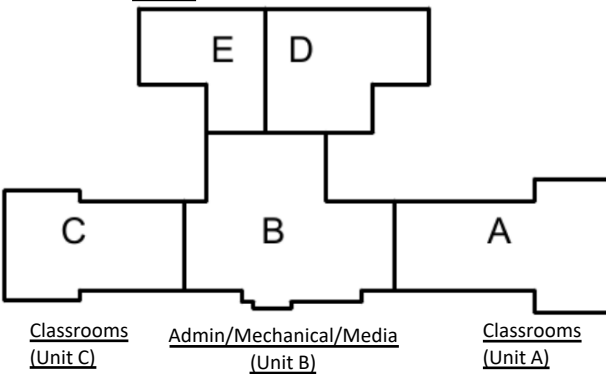 E D
C B A
Classrooms Admin/Mechanical/Media Classrooms
(Unit C) (Unit B) (Unit A)